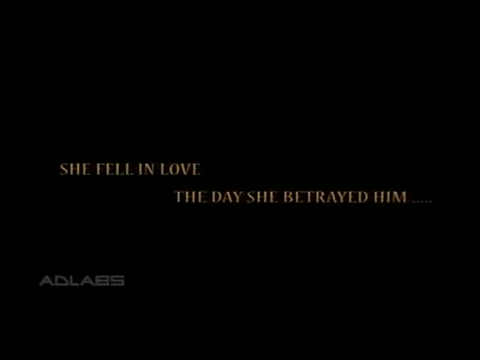 SHE FELL IN LOVE
THE DAY SHE BETRAYED HIM .....
ADLABS